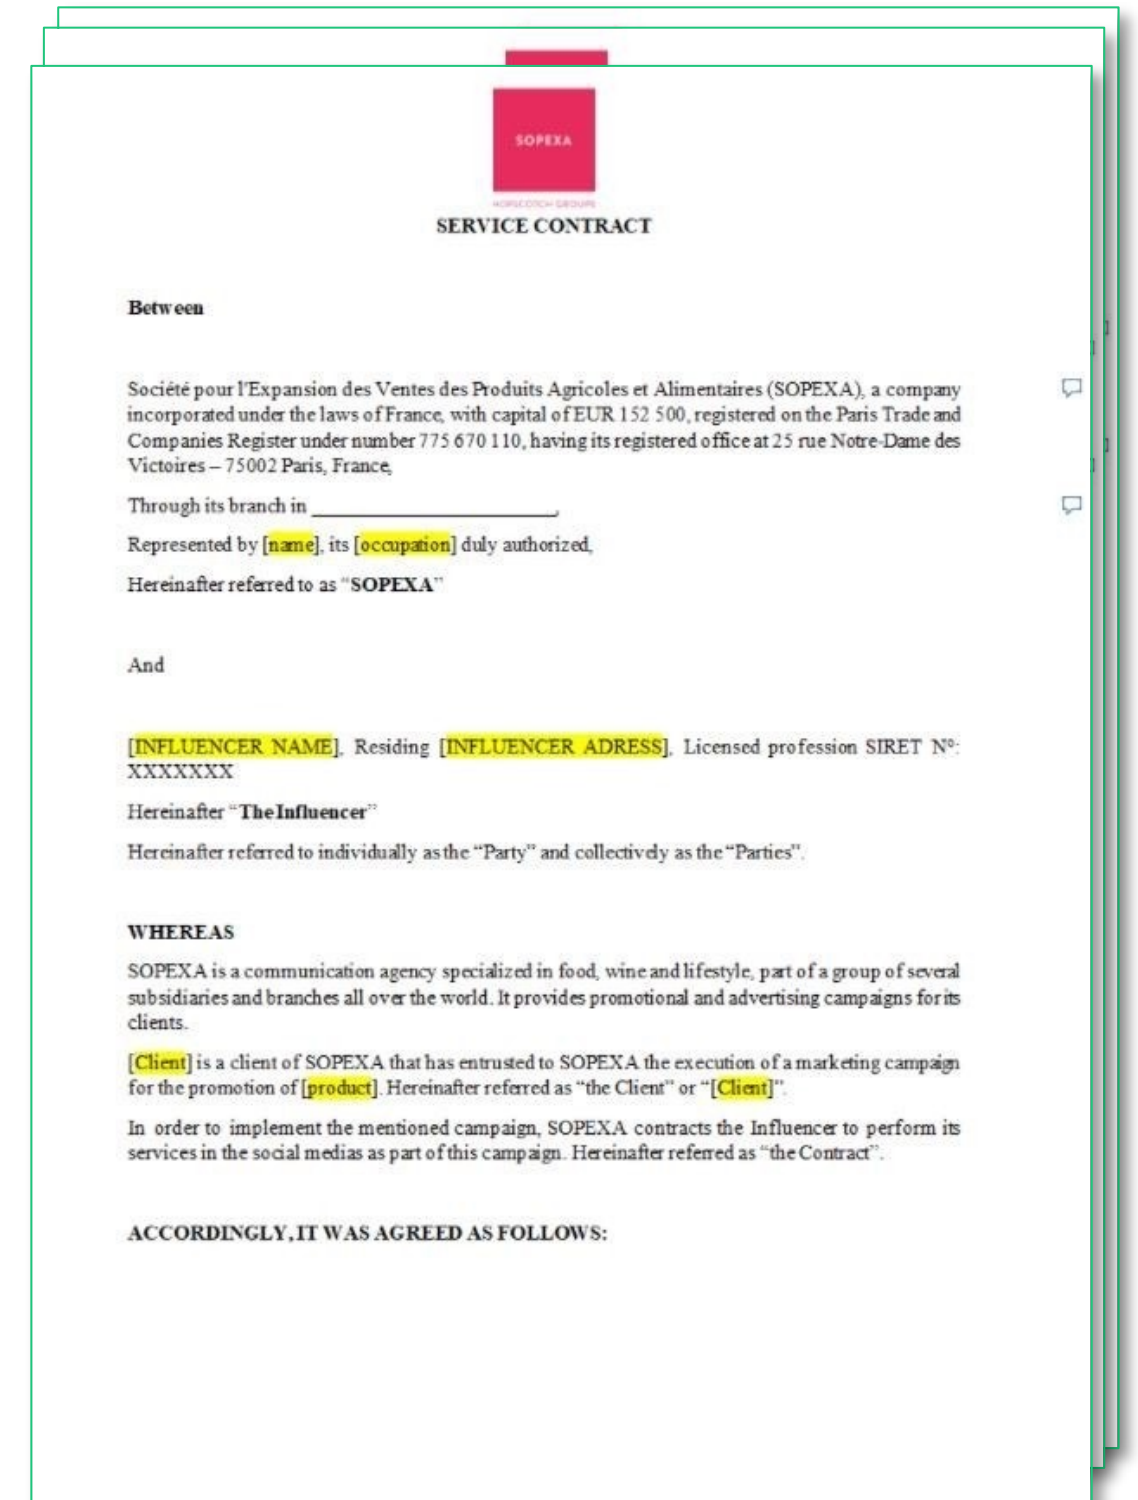 SOPEXA
HOPSCOTCH GROUPE
SERVICE CONTRACT
Between
Société pour l'Expansion des Ventes des Produits Agricoles et Alimentaires (SOPEXA), a company
incorporated under the laws of France, with capital of EUR 152 500, registered on the Paris Trade and
Companies Register under number 775 670 110, having its registered office at 25 rue Notre-Dame des
Victoires – 75002 Paris, France,
Through its branch in ________________________,
Represented by [name], its [occupation] duly authorized,
Hereinafter referred to as “SOPEXA”
And
[INFLUENCER NAME], Residing [INFLUENCER ADRESS], Licensed profession SIRET N°:
XXXXXXX
Hereinafter “The Influencer”
Hereinafter referred to individually as the “Party” and collectively as the “Parties”.
WHEREAS
SOPEXA is a communication agency specialized in food, wine and lifestyle, part of a group of several
subsidiaries and branches all over the world. It provides promotional and advertising campaigns for its
clients.
[Client] is a client of SOPEXA that has entrusted to SOPEXA the execution of a marketing campaign
for the promotion of [product]. Hereinafter referred as “the Client” or “[Client]”.
In order to implement the mentioned campaign, SOPEXA contracts the Influencer to perform its
services in the social medias as part of this campaign. Hereinafter referred as “the Contract”.
ACCORDINGLY, IT WAS AGREED AS FOLLOWS: